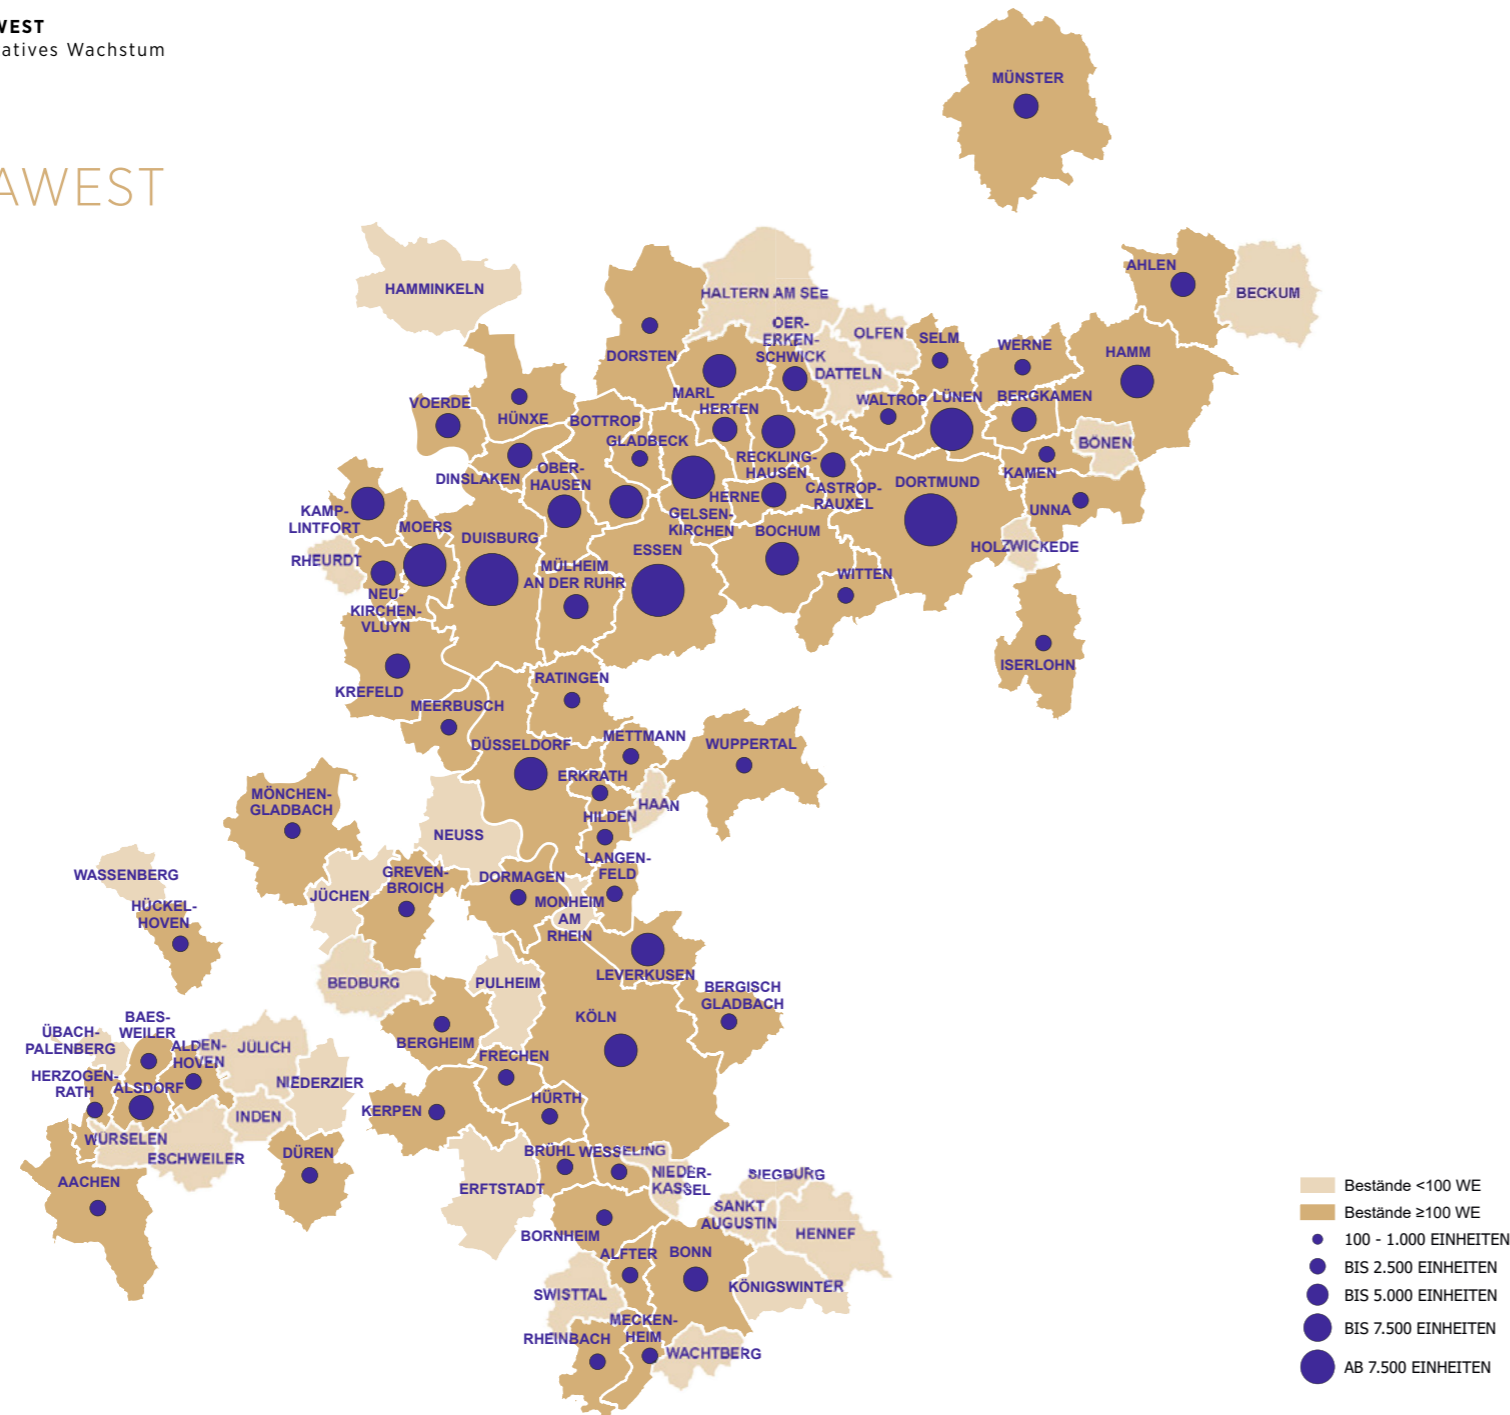 WEST
atives Wachstum
AWEST
MÜNSTER
HAMMINKELN
HALTERN AM SEE
AHLEN
BECKUM
DORSTEN
OER-
ERKEN-
SCHWICK
OLFEN
SELM
WERNE
HAMM
DATTELN
MARL
VOERDE
HÜNXE
BOTTROP
HERTEN
WALTROP
LÜNEN
BERGKAMEN
GLADBECK
BÖNEN
DINSLAKEN
OBER-
HAUSEN
RECKLING-
HAUSEN
KAMEN
CASTROP-
RAUXEL
DORTMUND
HERNE
UNNA
KAMP-
LINTFORT
MOERS
DUISBURG
GELSEN-
KIRCHEN
BOCHUM
HOLZWICKEDE
RHEURDT
ESSEN
MÜLHEIM
AN DER RUHR
WITTEN
NEU-
KIRCHEN-
VLUYN
ISERLOHN
KREFELD
RATINGEN
MEERBUSCH
DÜSSELDORF
METTMANN
WUPPERTAL
ERKRATH
MÖNCHEN-
GLADBACH
HAAN
HILDEN
NEUSS
LANGEN-
FELD
WASSENBERG
GREVEN-
BROICH
DORMAGEN
JÜCHEN
MONHEIM
AM
RHEIN
HÜCKEL-
HOVEN
LEVERKUSEN
BEDBURG
PULHEIM
BERGISCH
GLADBACH
KÖLN
BAES-
WEILER
ÜBACH-
PALENBERG
ALDEN-
HOVEN
JÜLICH
BERGHEIM
FRECHEN
HERZOGEN-
RATH
ALSDORF
NIEDERZIER
HÜRTH
KERPEN
INDEN
WÜRSELEN
ESCHWEILER
DÜREN
BRÜHL
WESSELING
AACHEN
ERFTSTADT
NIEDER-
KASSEL
SIEGBURG
SANKT
AUGUSTIN
HENNEF
BORNHEIM
ALFTER
BONN
KÖNIGSWINTER
SWISTTAL
MECKEN-
HEIM
RHEINBACH
WACHTBERG
Bestände <100 WE
Bestände ≥100 WE
100 - 1.000 EINHEITEN
BIS 2.500 EINHEITEN
BIS 5.000 EINHEITEN
BIS 7.500 EINHEITEN
AB 7.500 EINHEITEN